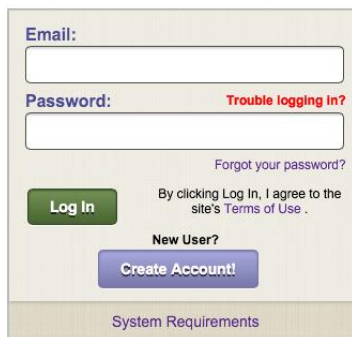 Email:
Password: Trouble logging in?
Forgot your password?
Log In
By clicking Log In, I agree to the
site's Terms of Use .
New User?
Create Account!
System Requirements